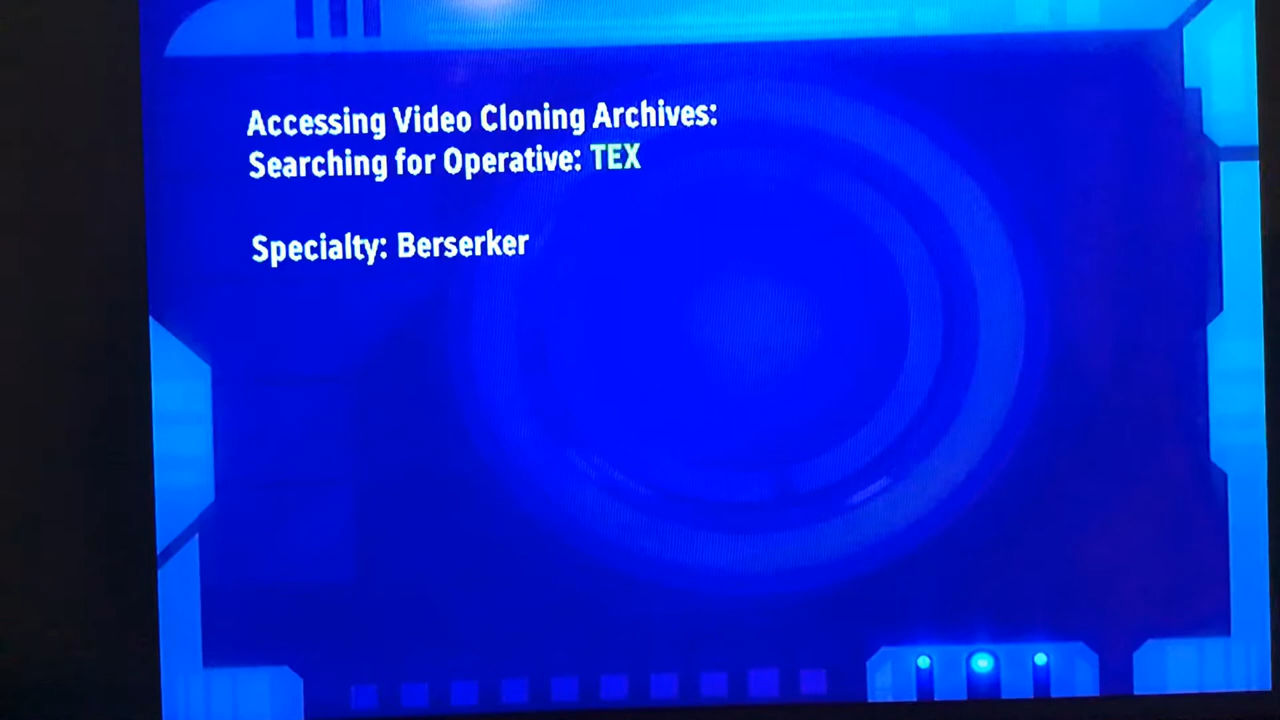 Accessing Video Cloning Archives:
Searching for Operative: TEX
Specialty: Berserker